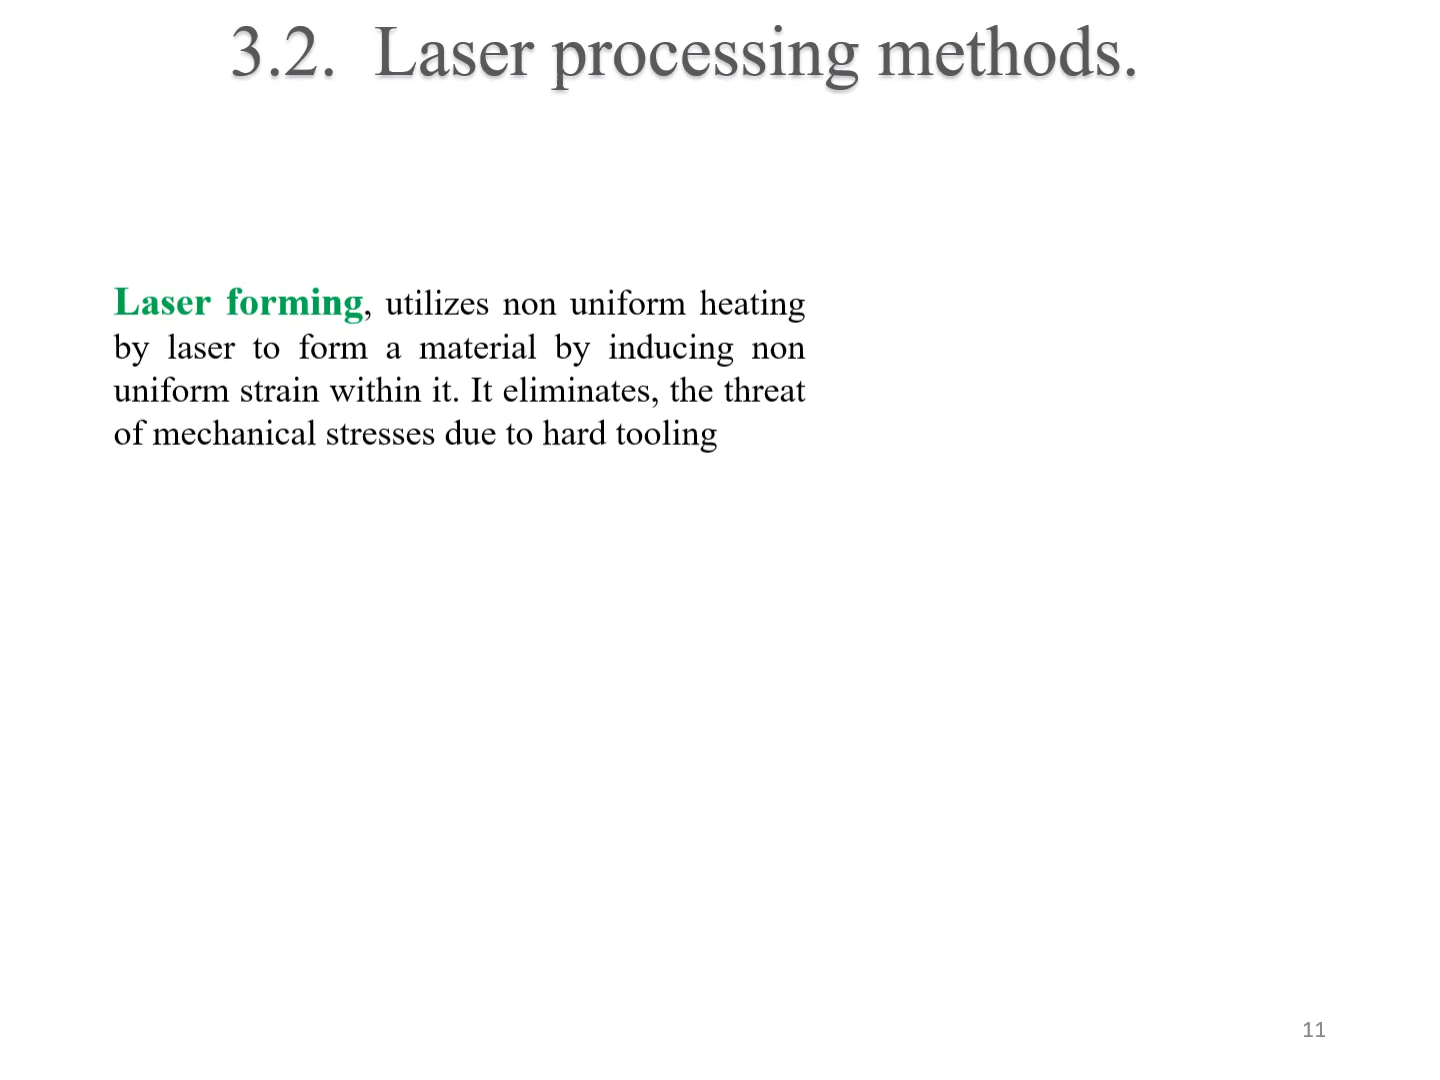 3.2. Laser processing methods.
Laser forming, utilizes non uniform heating
by laser to form a material by inducing non
uniform strain within it. It eliminates, the threat
of mechanical stresses due to hard tooling
11